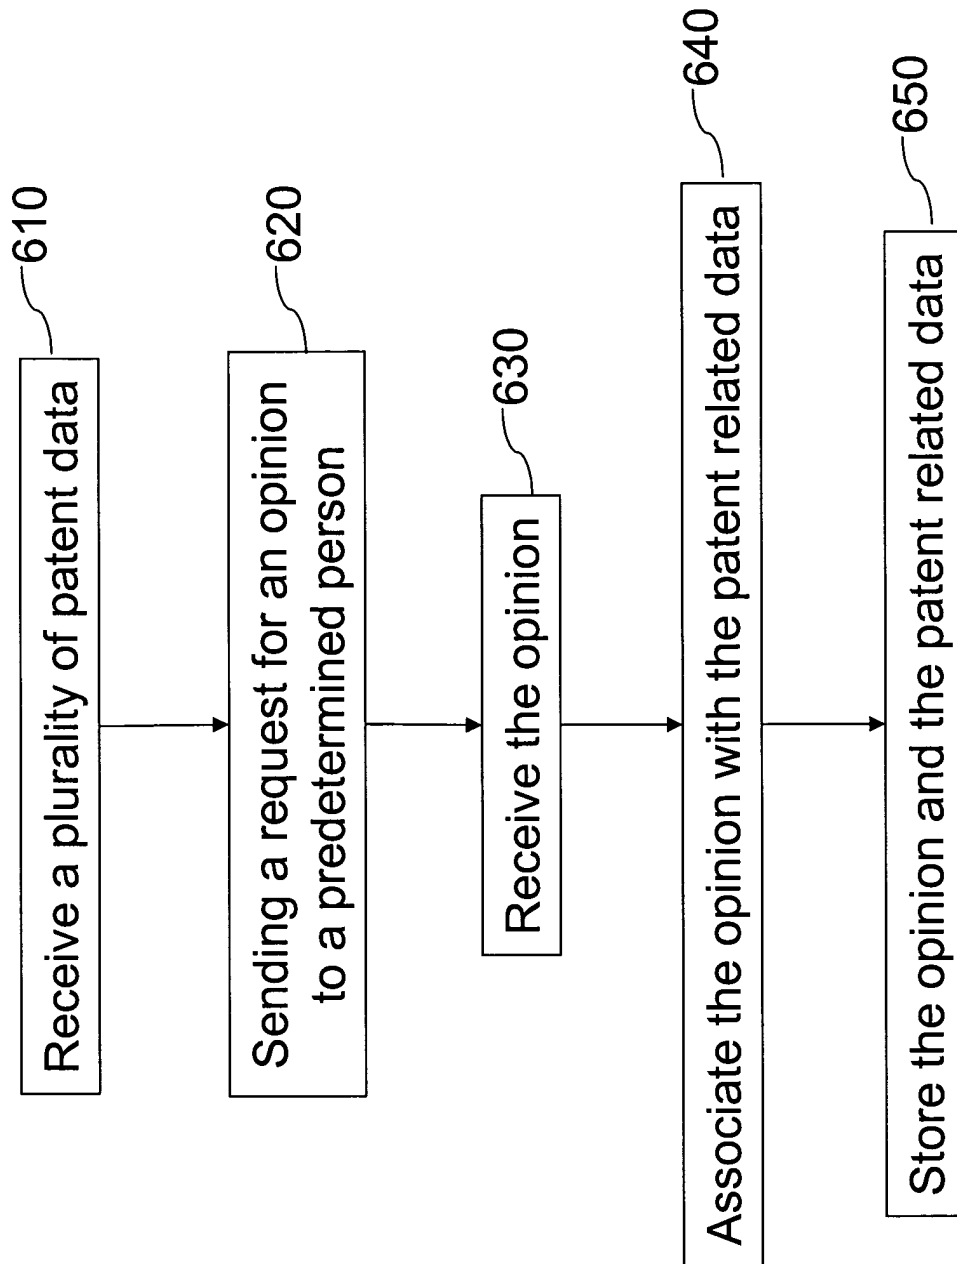 Receive a plurality of patent data
610
Sending a request for an opinion
to a predetermined person
620
Receive the opinion
630
Associate the opinion with the patent related data
640
Store the opinion and the patent related data
650